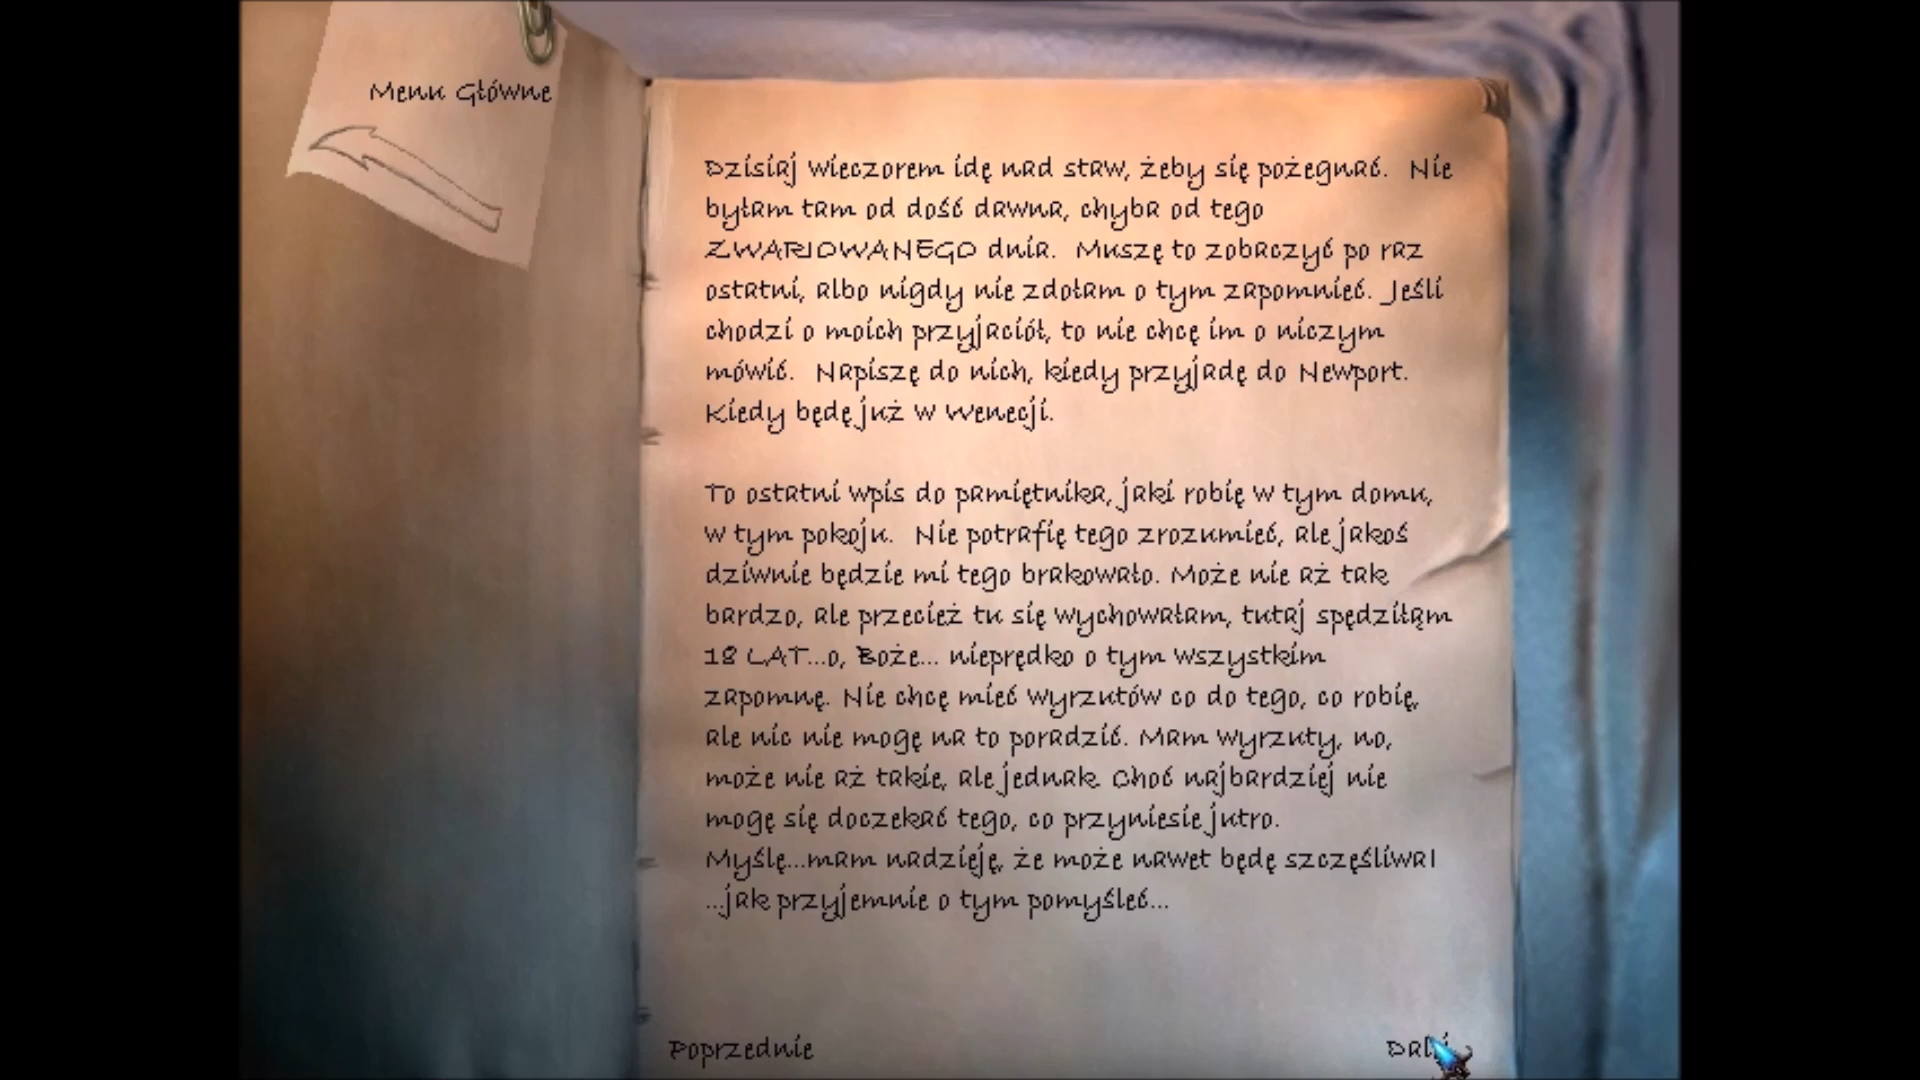 Menu Główne
Dzisiaj wieczorem idę nad staw, żeby się pożegnać. Nie
byłam tam od dość dawna, chyba od tego
ZWARIOWANEGO dnia. Muszę to zobaczyć po raz
ostatni, albo nigdy nie zdołam o tym zapomnieć. Jeśli
chodzi o moich przyjaciół, to nie chcę im o niczym
mówić. Napiszę do nich, kiedy przyjadę do Newport.
Kiedy będę już w Wenecji.
To ostatni wpis do pamiętnika, jaki robię w tym domu,
w tym pokoju. Nie potrafię tego zrozumieć, ale jakoś
dziwnie będzie mi tego brakowało. Może nie aż tak
bardzo, ale przecież tu się wychowałam, tutaj spędziłąm
18 LAT...o, Boże... nieprędko o tym wszystkim
zapomnę. Nie chcę mieć wyrzutów co do tego, co robię,
ale nic nie mogę na to poradzić. Mam wyrzuty, no,
może nie aż takie, ale jednak. Choć najbardziej nie
mogę się doczekać tego, co przyniesie jutro.
Myślę...mam nadzieję, że może nawet będę szczęśliwa!
...jak przyjemnie o tym pomyśleć...
Poprzednie
Dalej